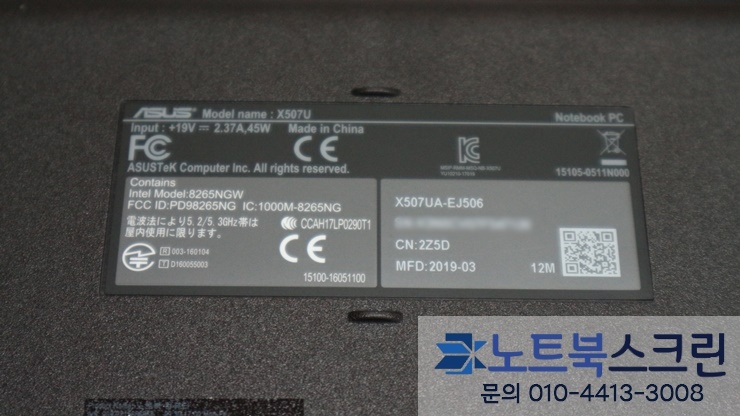 ASUS Model name : X507U
Notebook PC
Input : +19V ⎓ 2.37A,45W Made in China
FC CE
ASUSTeK Computer Inc. All rights reserved.
15105-0511N000
Contains
Intel Model:8265NGW
FCC ID:PD98265NG IC:1000M-8265NG
電波法により5.2/5.3GHz帯は
屋内使用に限ります。
CCAH17LP0290T1
CE
R 003-160104
T D160055003
15100-16051100
X507UA-EJ506
CN:2Z5D
MFD:2019-03
12M
노트북스크린
문의 010-4413-3008